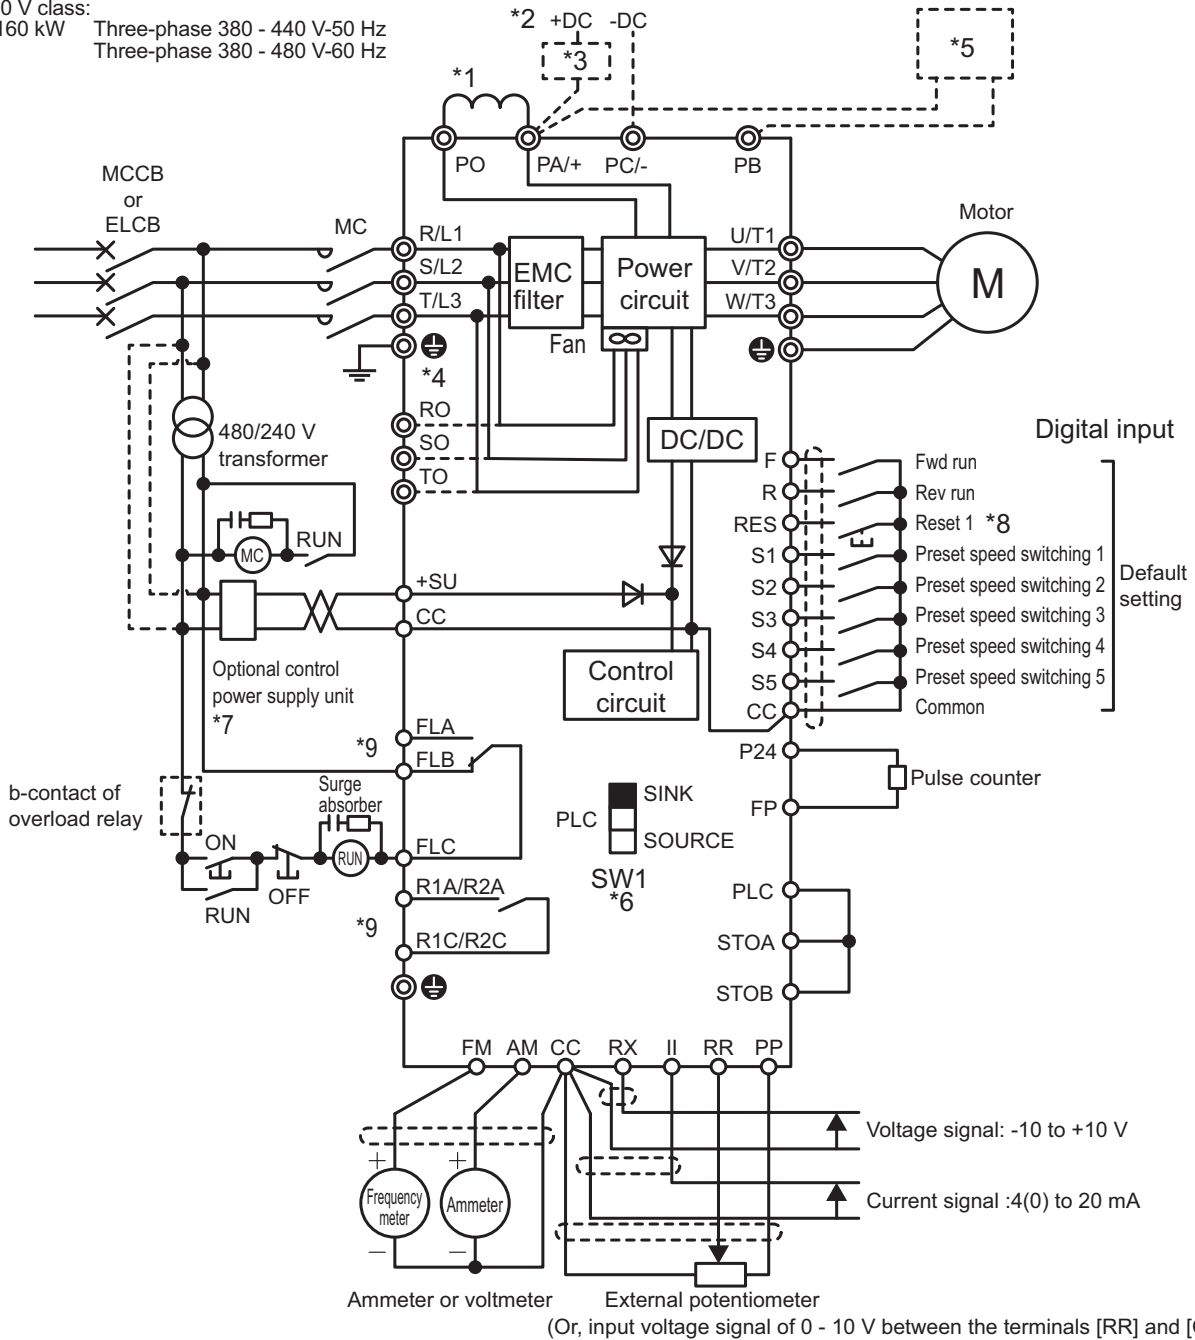 0 V class:
160 kW Three-phase 380 - 440 V-50 Hz
Three-phase 380 - 480 V-60 Hz
*2 +DC -DC
*3
*5
*1
PO PA/+ PC/- PB
MCCB
or
ELCB
MC
Motor
R/L1
S/L2
T/L3
EMC
filter
Power
circuit
U/T1
V/T2
W/T3
M
Fan
*4
RO
SO
TO
480/240 V
transformer
DC/DC
Digital input
F
R
RES
S1
S2
S3
S4
S5
CC
Fwd run
Rev run
Reset 1 *8
Preset speed switching 1
Preset speed switching 2
Preset speed switching 3
Preset speed switching 4
Preset speed switching 5
Common
Default
setting
MC
RUN
+SU
CC
Optional control
power supply unit
*7
Control
circuit
*9
FLA
FLB
FLC
P24
FP
Pulse counter
b-contact of
overload relay
Surge
absorber
ON
RUN
OFF
RUN
PLC
SINK
SOURCE
SW1
*6
*9
R1A/R2A
R1C/R2C
PLC
STOA
STOB
FM AM CC RX II RR PP
Voltage signal: -10 to +10 V
Current signal :4(0) to 20 mA
+
Frequency
meter
−
+
Ammeter
−
Ammeter or voltmeter
External potentiometer
(Or, input voltage signal of 0 - 10 V between the terminals [RR] and [